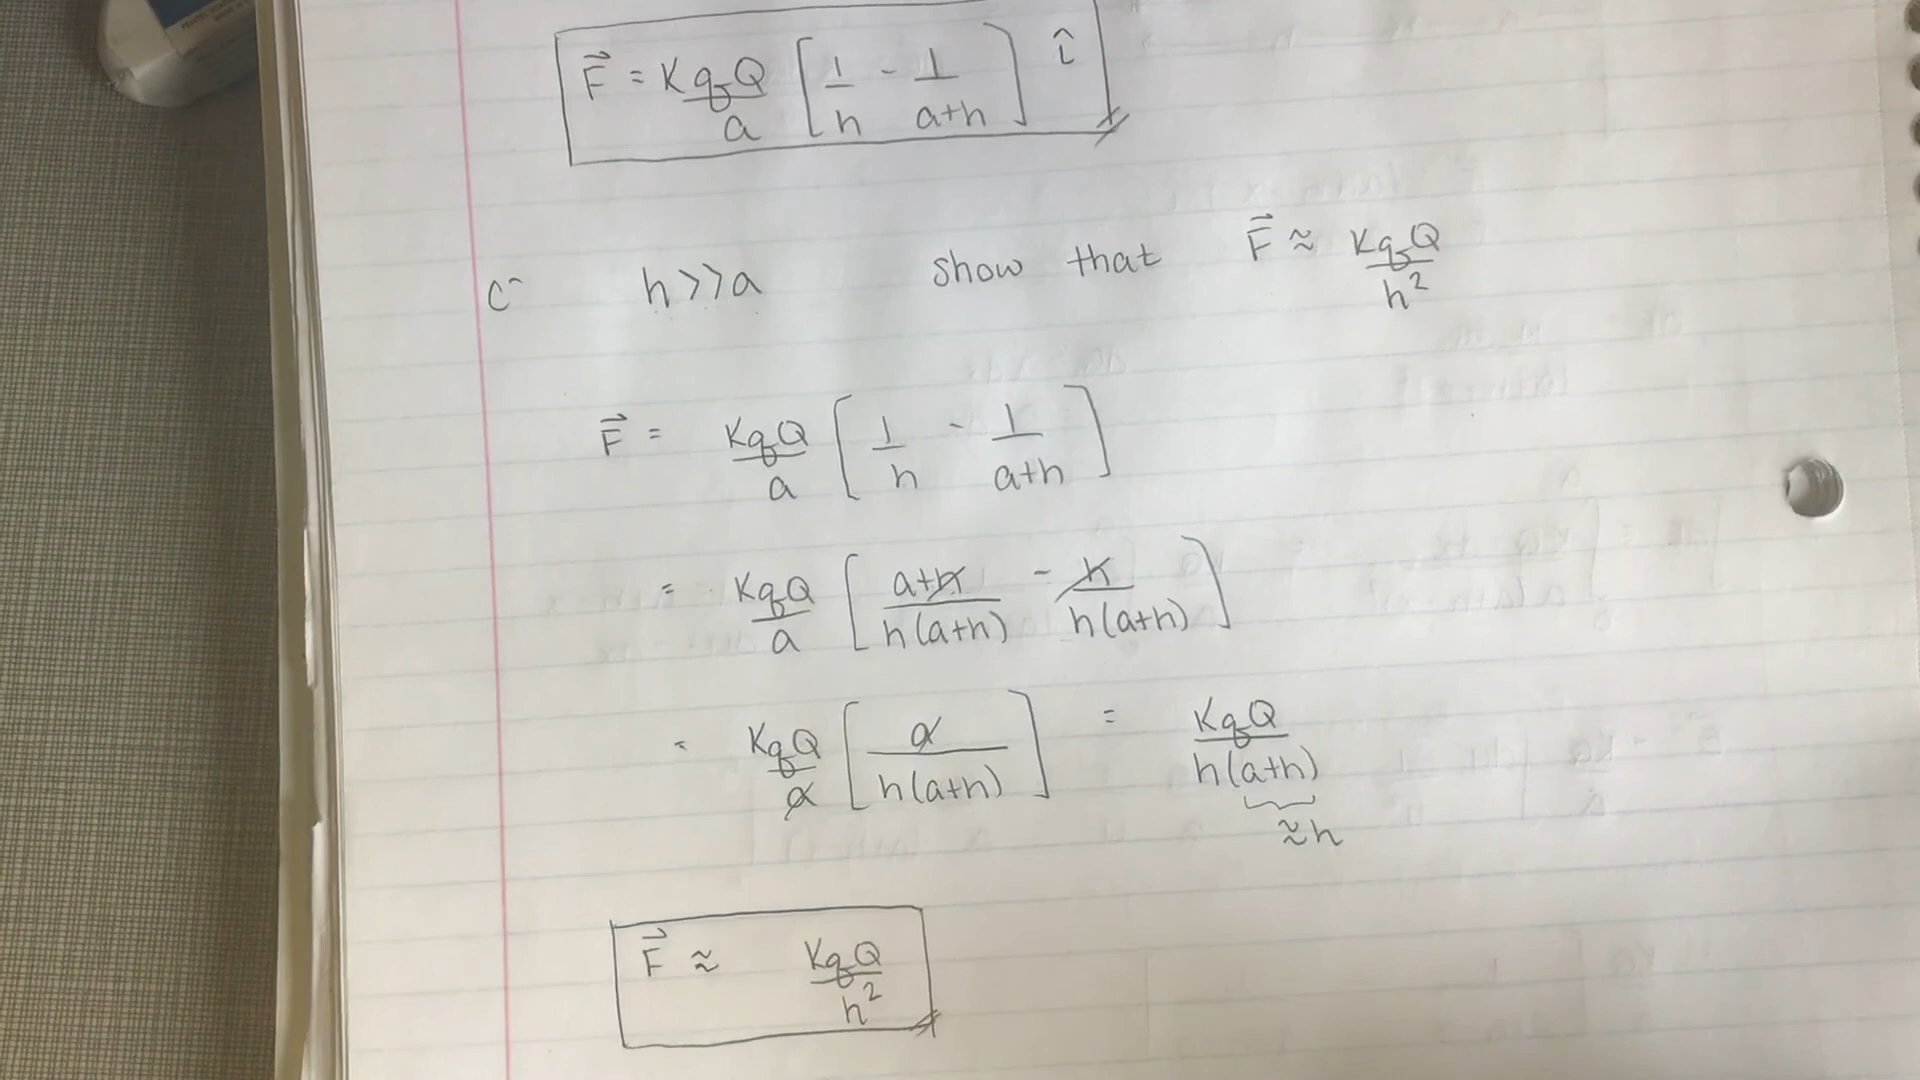 F⃗ = KqQ/a [1/h - 1/(a+h)] î
c- h>>a show that F⃗ ≈ KqQ/h²
F⃗ = KqQ/a [1/h - 1/(a+h)]
= KqQ/a [(a+h)/(h(a+h)) - h/(h(a+h))]
= KqQ/a [a/(h(a+h))] = KqQ/(h(a+h))
≈h
F⃗ ≈ KqQ/h²